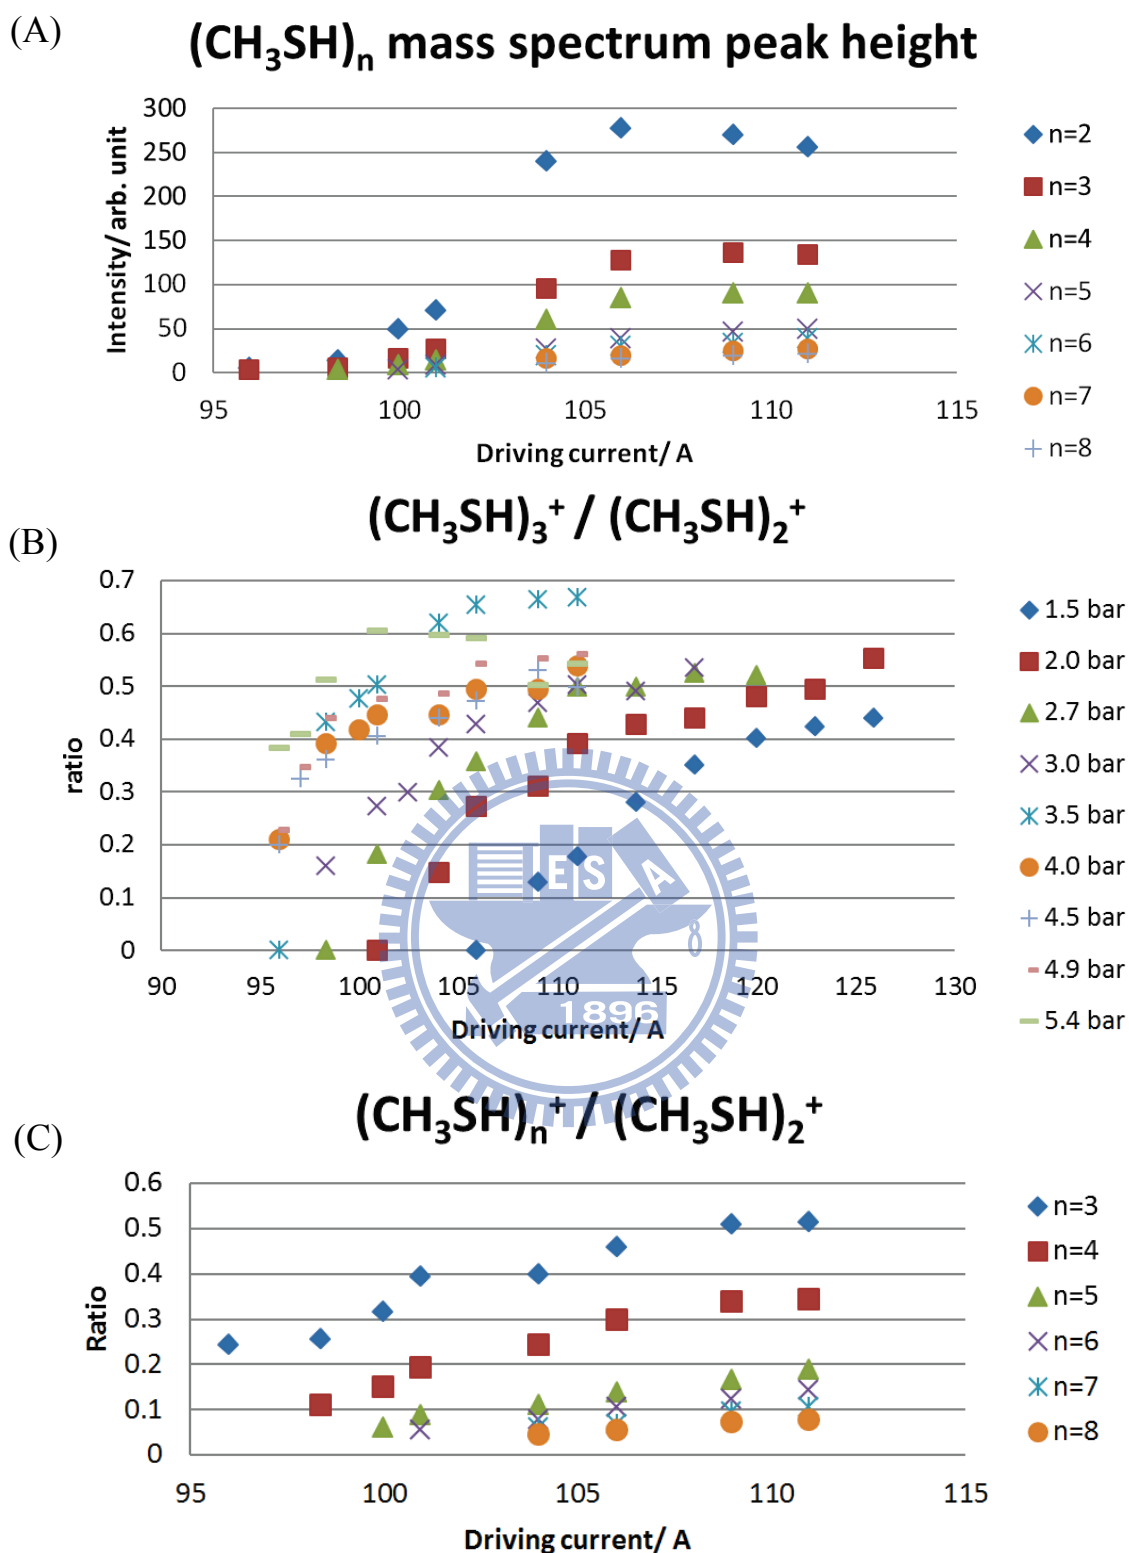 (A)
(CH₃SH)ₙ mass spectrum peak height
Intensity/ arb. unit
300
250
200
150
100
50
0
95 100 105 110 115
Driving current/ A
n=2
n=3
n=4
n=5
n=6
n=7
n=8
(B)
(CH₃SH)₃⁺ / (CH₃SH)₂⁺
ratio
0.7
0.6
0.5
0.4
0.3
0.2
0.1
0
90 95 100 105 110 115 120 125 130
Driving current/ A
1.5 bar
2.0 bar
2.7 bar
3.0 bar
3.5 bar
4.0 bar
4.5 bar
4.9 bar
5.4 bar
E S A
1896
(C)
(CH₃SH)ₙ⁺ / (CH₃SH)₂⁺
Ratio
0.6
0.5
0.4
0.3
0.2
0.1
0
95 100 105 110 115
Driving current/ A
n=3
n=4
n=5
n=6
n=7
n=8